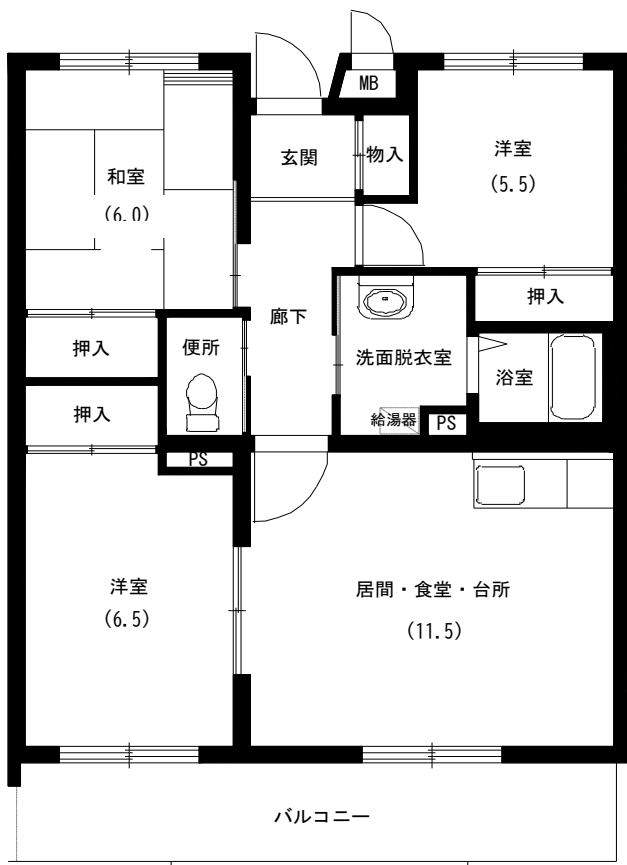 MB
玄関
物入
洋室
(5.5)
和室
(6.0)
押入
廊下
押入
便所
洗面脱衣室
浴室
押入
給湯器
PS
PS
洋室
(6.5)
居間・食堂・台所
(11.5)
バルコニー